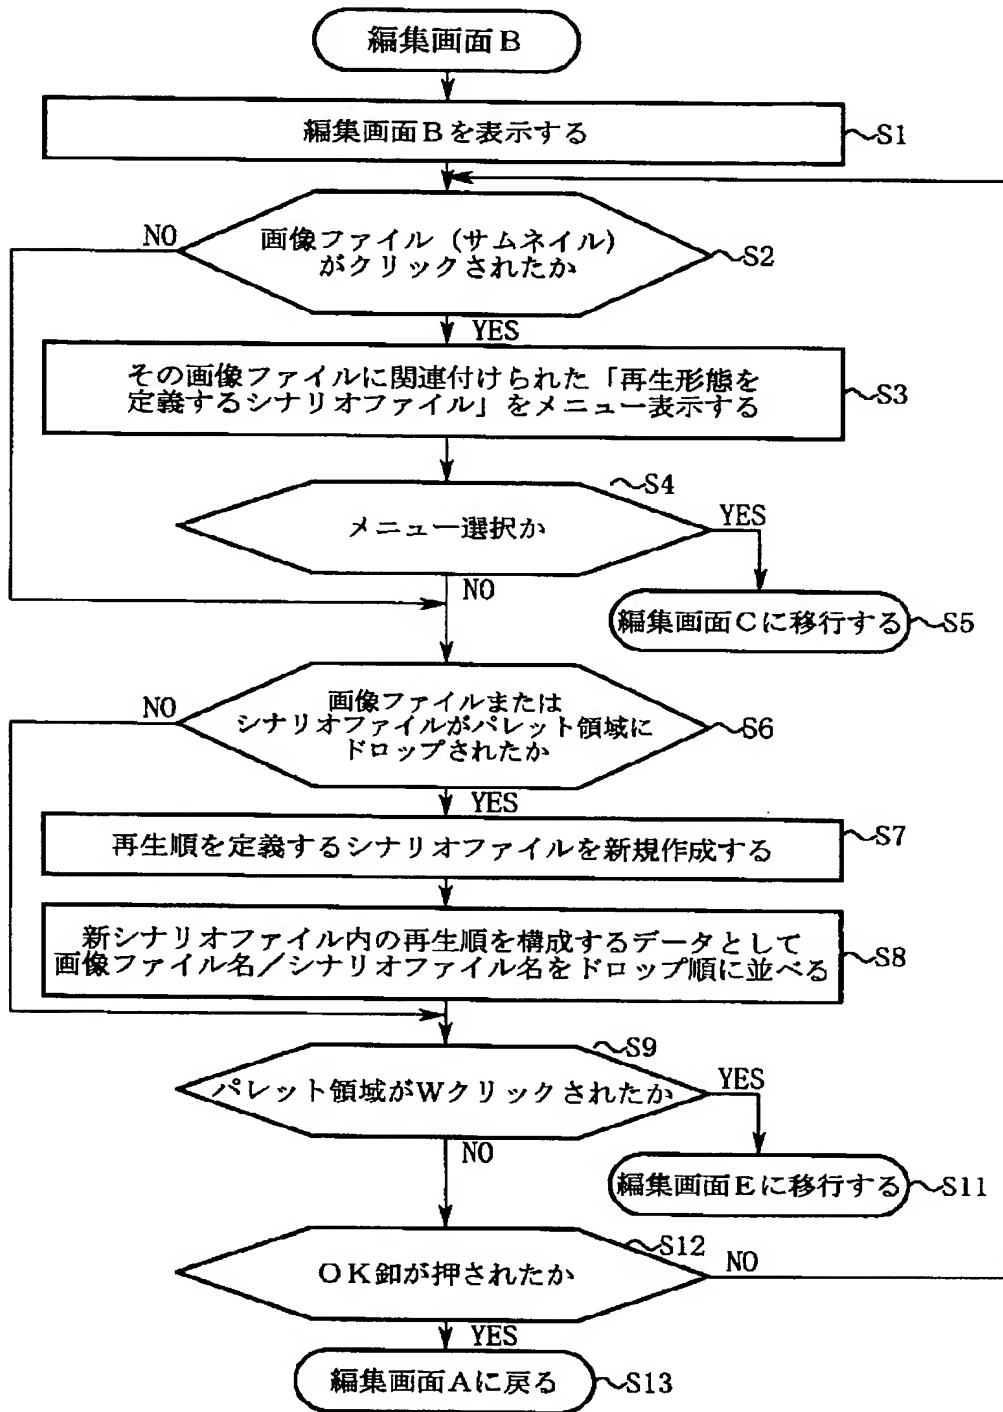 編集画面B
編集画面Bを表示する
S1
画像ファイル（サムネイル）
がクリックされたか
NO
S2
YES
その画像ファイルに関連付けられた「再生形態を
定義するシナリオファイル」をメニュー表示する
S3
S4
メニュー選択か
YES
NO
編集画面Cに移行する
S5
画像ファイルまたは
シナリオファイルがパレット領域に
ドロップされたか
NO
S6
YES
再生順を定義するシナリオファイルを新規作成する
S7
新シナリオファイル内の再生順を構成するデータとして
画像ファイル名／シナリオファイル名をドロップ順に並べる
S8
S9
パレット領域がWクリックされたか
YES
NO
編集画面Eに移行する
S11
S12
OK釦が押されたか
NO
YES
編集画面Aに戻る
S13